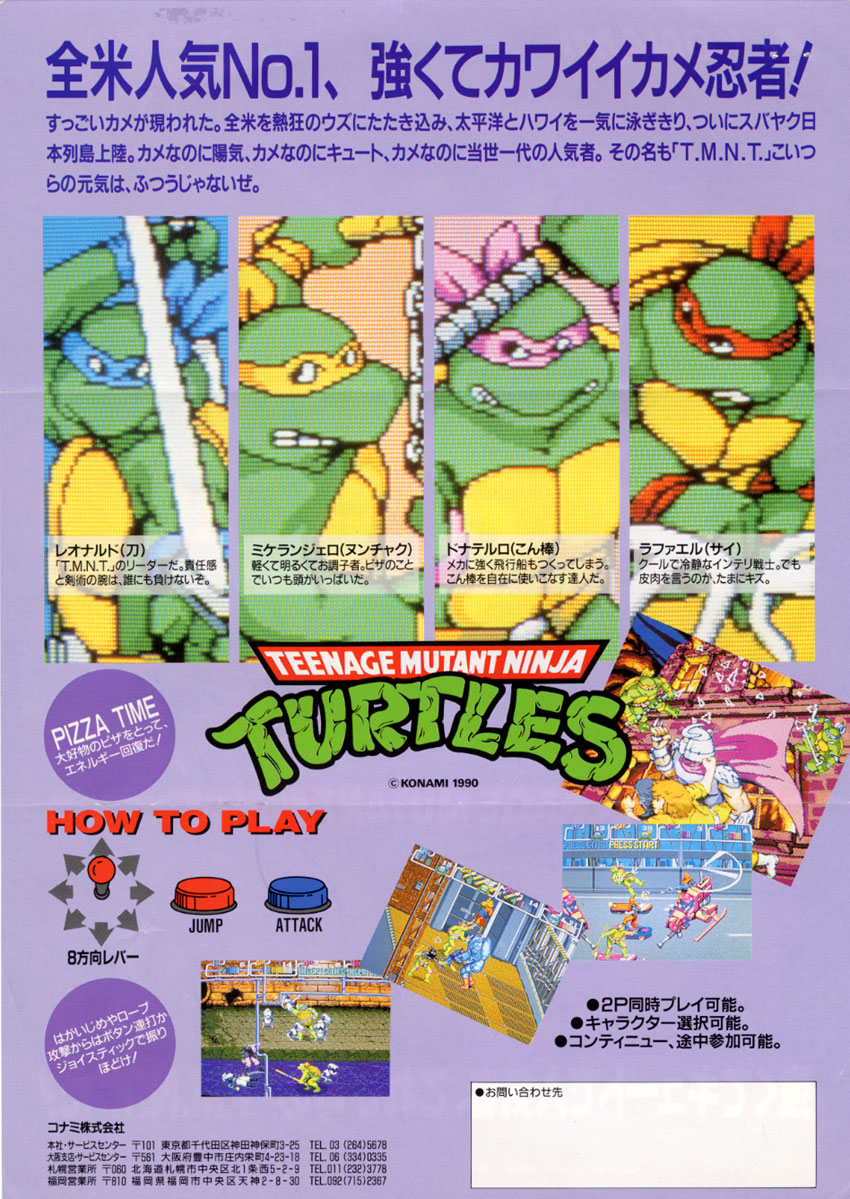 全米人気No.1、強くてカワイイカメ忍者!
すっごいカメが現われた。全米を熱狂のウズにたたき込み、太平洋とハワイを一気に泳ぎきり、ついにスバヤク日
本列島上陸。カメなのに陽気、カメなのにキュート、カメなのに当世一代の人気者。その名も「T.M.N.T.」こいつ
らの元気は、ふつうじゃないぜ。
レオナルド(刀)
「T.M.N.T.」のリーダーだ。責任感
と剣術の腕は、誰にも負けないぞ。
ミケランジェロ(ヌンチャク)
軽くて明るくてお調子者。ピザのこと
でいつも頭がいっぱいだ。
ドナテルロ(こん棒)
メカに強く飛行船もつくってしまう。
こん棒を自在に使いこなす達人だ。
ラファエル(サイ)
クールで冷静なインテリ戦士。でも
皮肉を言うのが、たまにキズ。
TEENAGE MUTANT NINJA
TURTLES
©KONAMI 1990
PIZZA TIME
大好物のピザをとって、
エネルギー回復だ!
HOW TO PLAY
8方向レバー
JUMP
ATTACK
PRESS START
はがいじめやロープ
攻撃からはボタン連打か
ジョイスティックで振り
ほどけ!
●2P同時プレイ可能。
●キャラクター選択可能。
●コンティニュー、途中参加可能。
●お問い合わせ先
コナミ株式会社
本社・サービスセンター 〒101 東京都千代田区神田神保町3-25 TEL. 03 (264)5678
大阪支店・サービスセンター 〒561 大阪府豊中市庄内栄町4-23-18 TEL. 06 (334)0335
札幌営業所 〒060 北海道札幌市中央区北1条西5-2-9 TEL.011(232)3778
福岡営業所 〒810 福岡県福岡市中央区天神2-8-30 TEL.092(715)2367